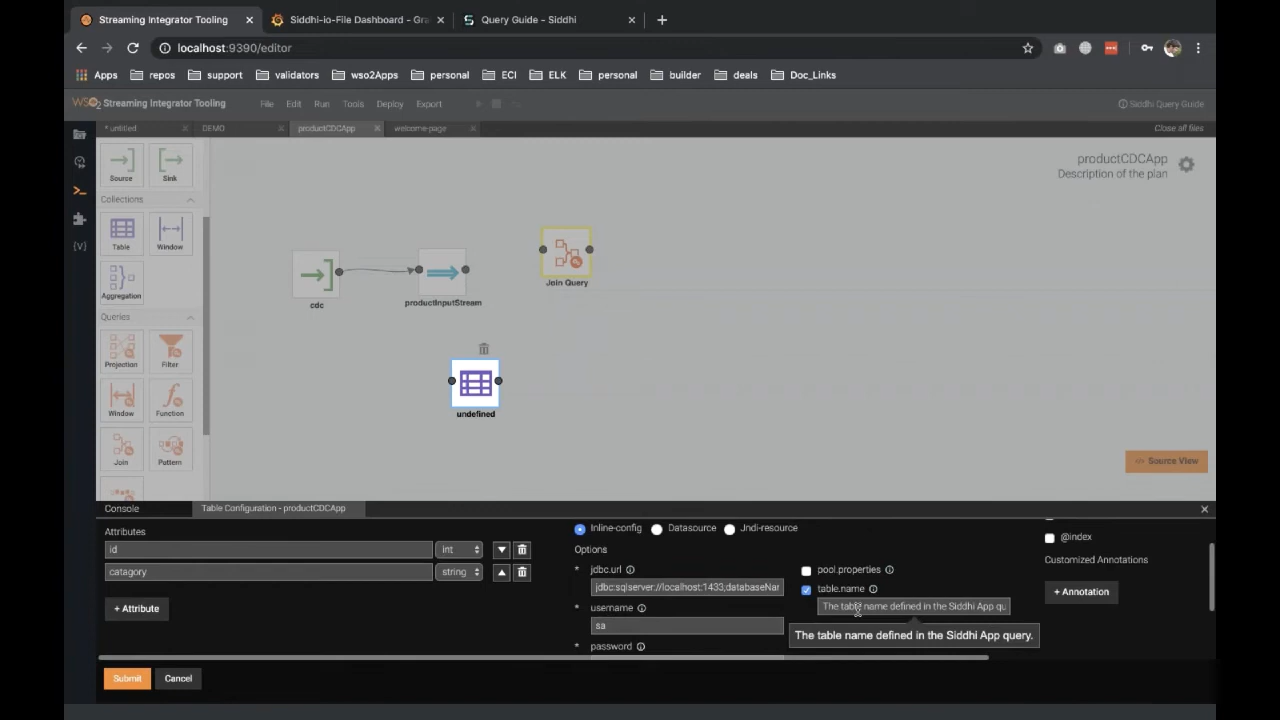 Streaming Integrator Tooling
Siddhi-io-File Dashboard - Gra
Query Guide - Siddhi
localhost:9390/editor
Apps repos support validators wso2Apps personal ECI ELK personal builder deals Doc_Links
WSO2 Streaming Integrator Tooling File Edit Run Tools Deploy Export Siddhi Query Guide
* untitled DEMO productCDCApp welcome-page Close all files
productCDCApp
Description of the plan
Source Sink
Collections
Table Window
Aggregation
Queries
Projection Filter
Window Function
Join Pattern
cdc
productInputStream
Join Query
undefined
</> Source View
Console Table Configuration - productCDCApp
Attributes
id int
catagory string
+ Attribute
Inline-config Datasource Jndi-resource
Options
* jdbc.url
jdbc:sqlserver://localhost:1433;databaseNar
* username
sa
* password
pool.properties
table.name
The table name defined in the Siddhi App qu
The table name defined in the Siddhi App query.
@index
Customized Annotations
+ Annotation
Submit Cancel